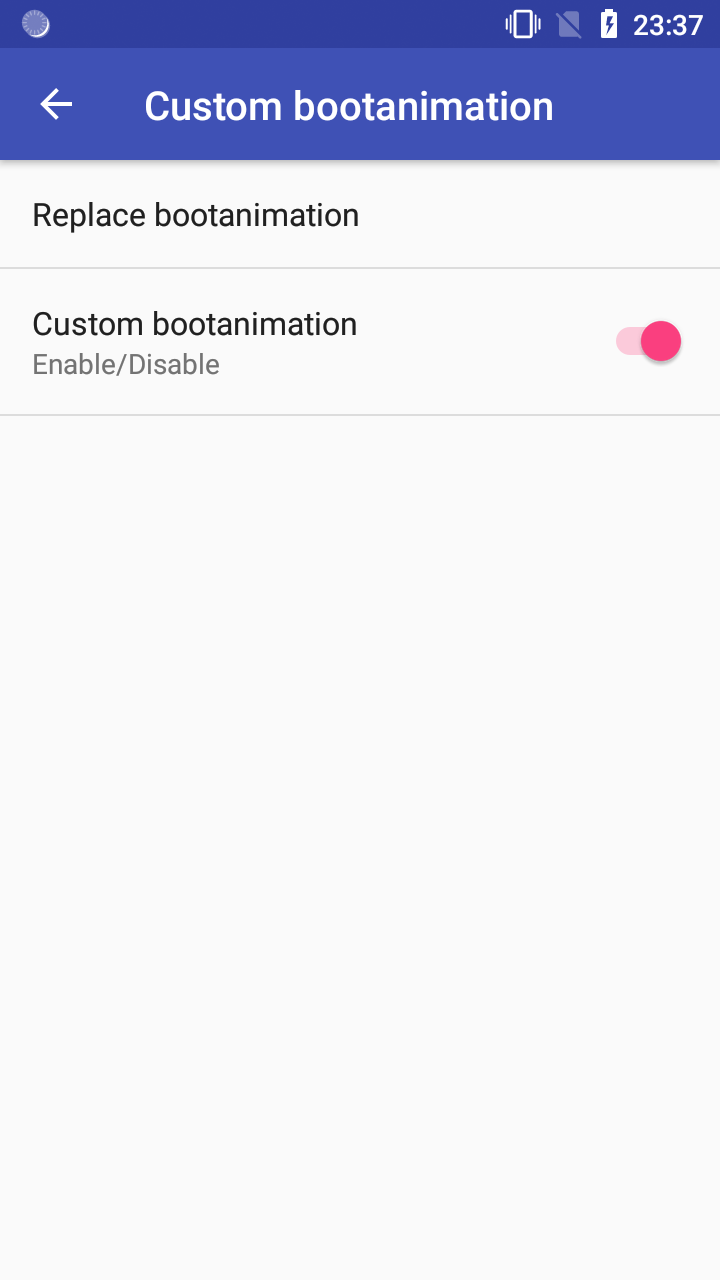 23:37
Custom bootanimation
Replace bootanimation
Custom bootanimation
Enable/Disable